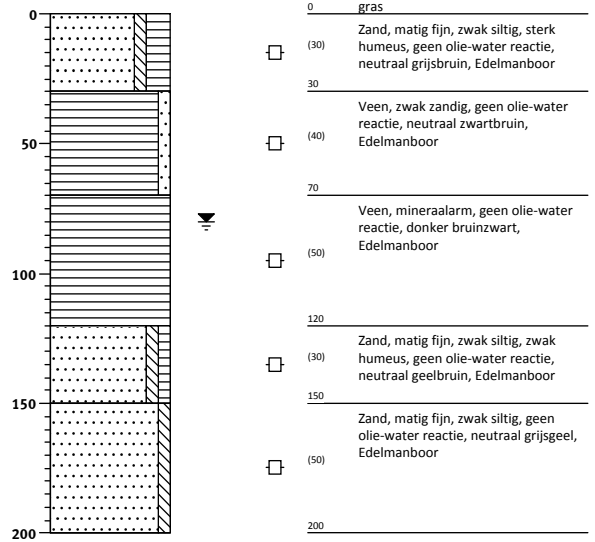 0
50
100
150
200
0
gras
(30)
Zand, matig fijn, zwak siltig, sterk
humeus, geen olie-water reactie,
neutraal grijsbruin, Edelmanboor
30
(40)
Veen, zwak zandig, geen olie-water
reactie, neutraal zwartbruin,
Edelmanboor
70
(50)
Veen, mineraalarm, geen olie-water
reactie, donker bruinzwart,
Edelmanboor
120
(30)
Zand, matig fijn, zwak siltig, zwak
humeus, geen olie-water reactie,
neutraal geelbruin, Edelmanboor
150
(50)
Zand, matig fijn, zwak siltig, geen
olie-water reactie, neutraal grijsgeel,
Edelmanboor
200